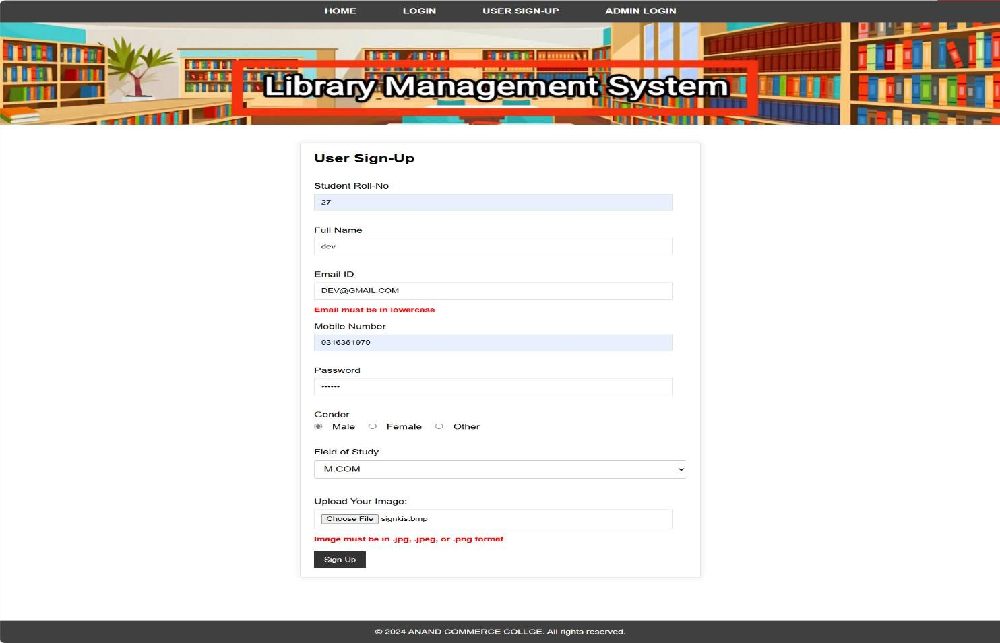 HOME LOGIN USER SIGN-UP ADMIN LOGIN
Library Management System
User Sign-Up
Student Roll-No
27
Full Name
dev
Email ID
DEV@GMAIL.COM
Email must be in lowercase
Mobile Number
9316361979
Password
••••••
Gender
Male Female Other
Field of Study
M.COM
Upload Your Image:
Choose File signkis.bmp
Image must be in .jpg, .jpeg, or .png format
Sign-Up
© 2024 ANAND COMMERCE COLLGE. All rights reserved.